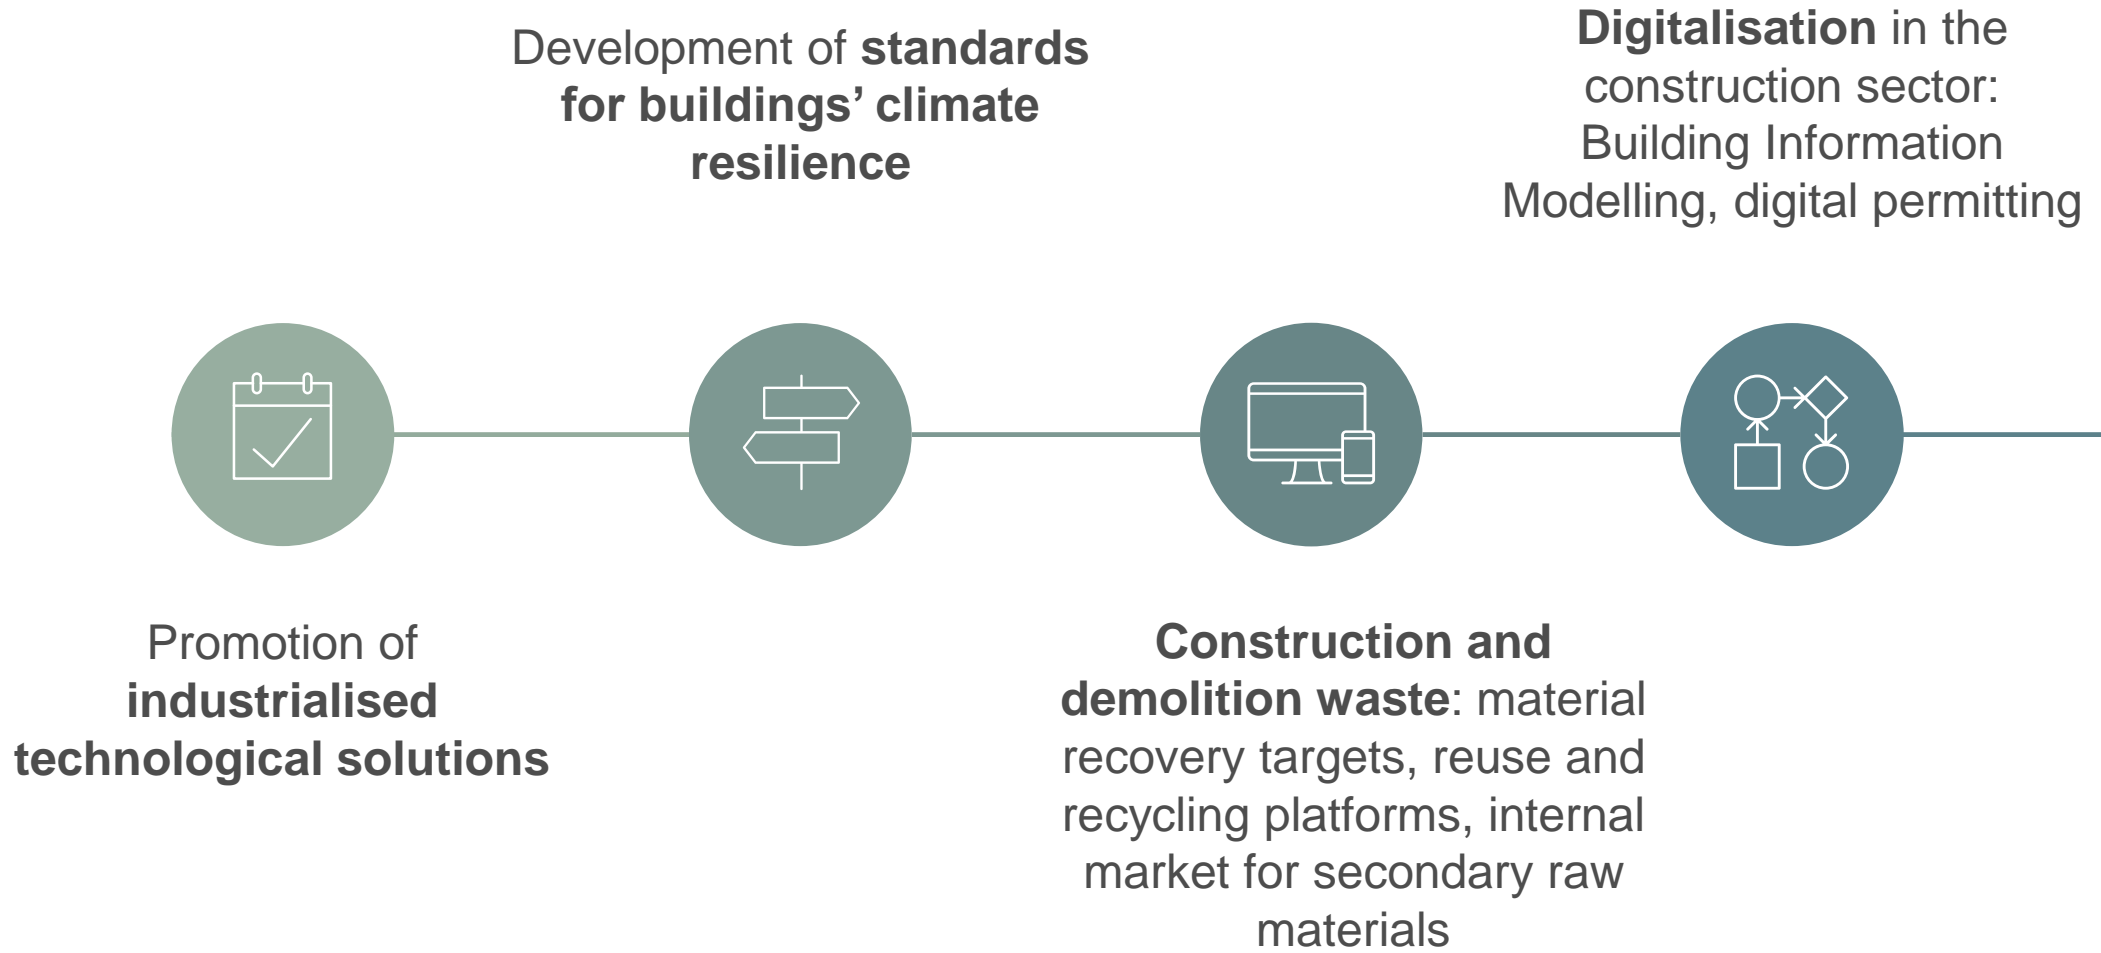 Development of standards
for buildings’ climate
resilience
Digitalisation in the
construction sector:
Building Information
Modelling, digital permitting
Promotion of
industrialised
technological solutions
Construction and
demolition waste: material
recovery targets, reuse and
recycling platforms, internal
market for secondary raw
materials